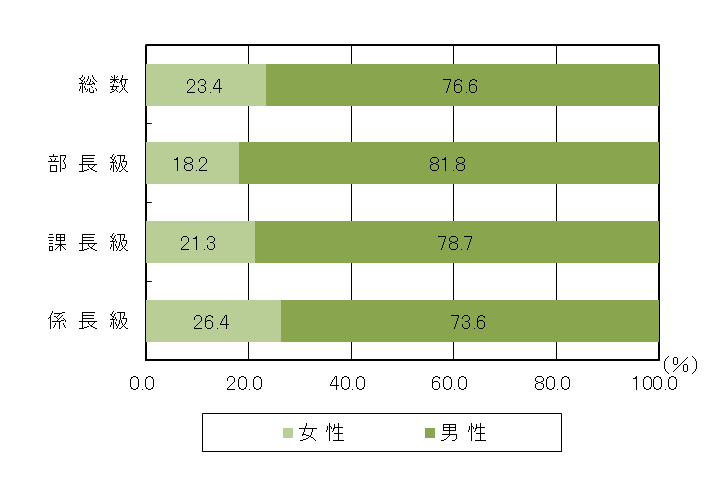 総数 23.4 76.6
部長級 18.2 81.8
課長級 21.3 78.7
係長級 26.4 73.6
(%)
0.0 20.0 40.0 60.0 80.0 100.0
女性 男性